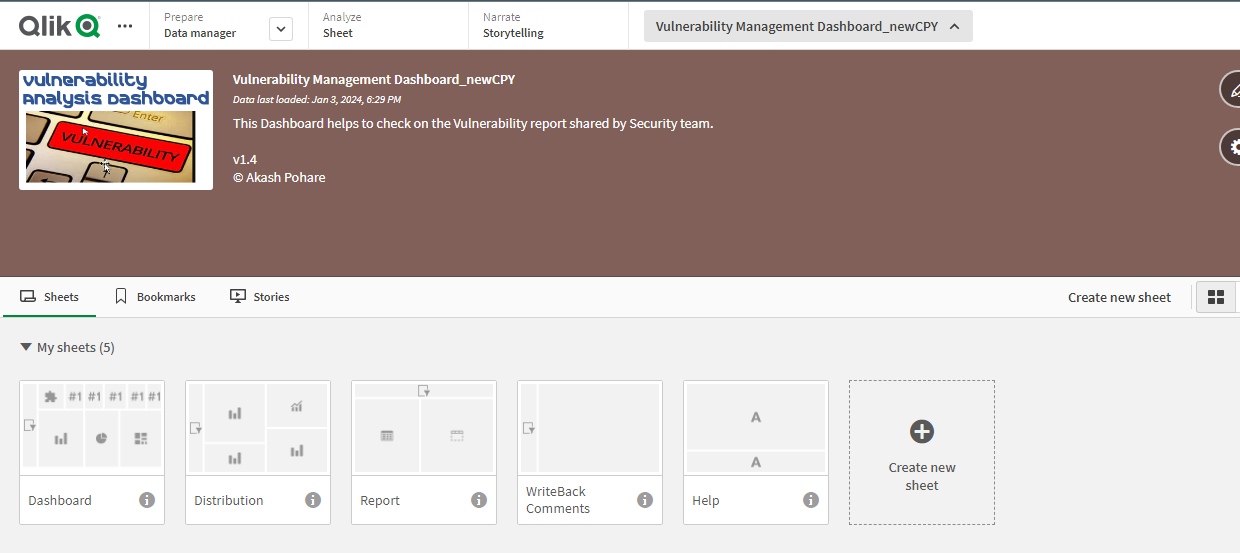 Qlik
Prepare
Data manager
Analyze
Sheet
Narrate
Storytelling
Vulnerability Management Dashboard_newCPY
vulnerability
Analysis Dashboard
Enter
VULNERABILITY
Vulnerability Management Dashboard_newCPY
Data last loaded: Jan 3, 2024, 6:29 PM
This Dashboard helps to check on the Vulnerability report shared by Security team.
v1.4
© Akash Pohare
Sheets
Bookmarks
Stories
Create new sheet
My sheets (5)
#1 #1 #1 #1 #1
A
A
Dashboard
Distribution
Report
WriteBack
Comments
Help
Create new
sheet